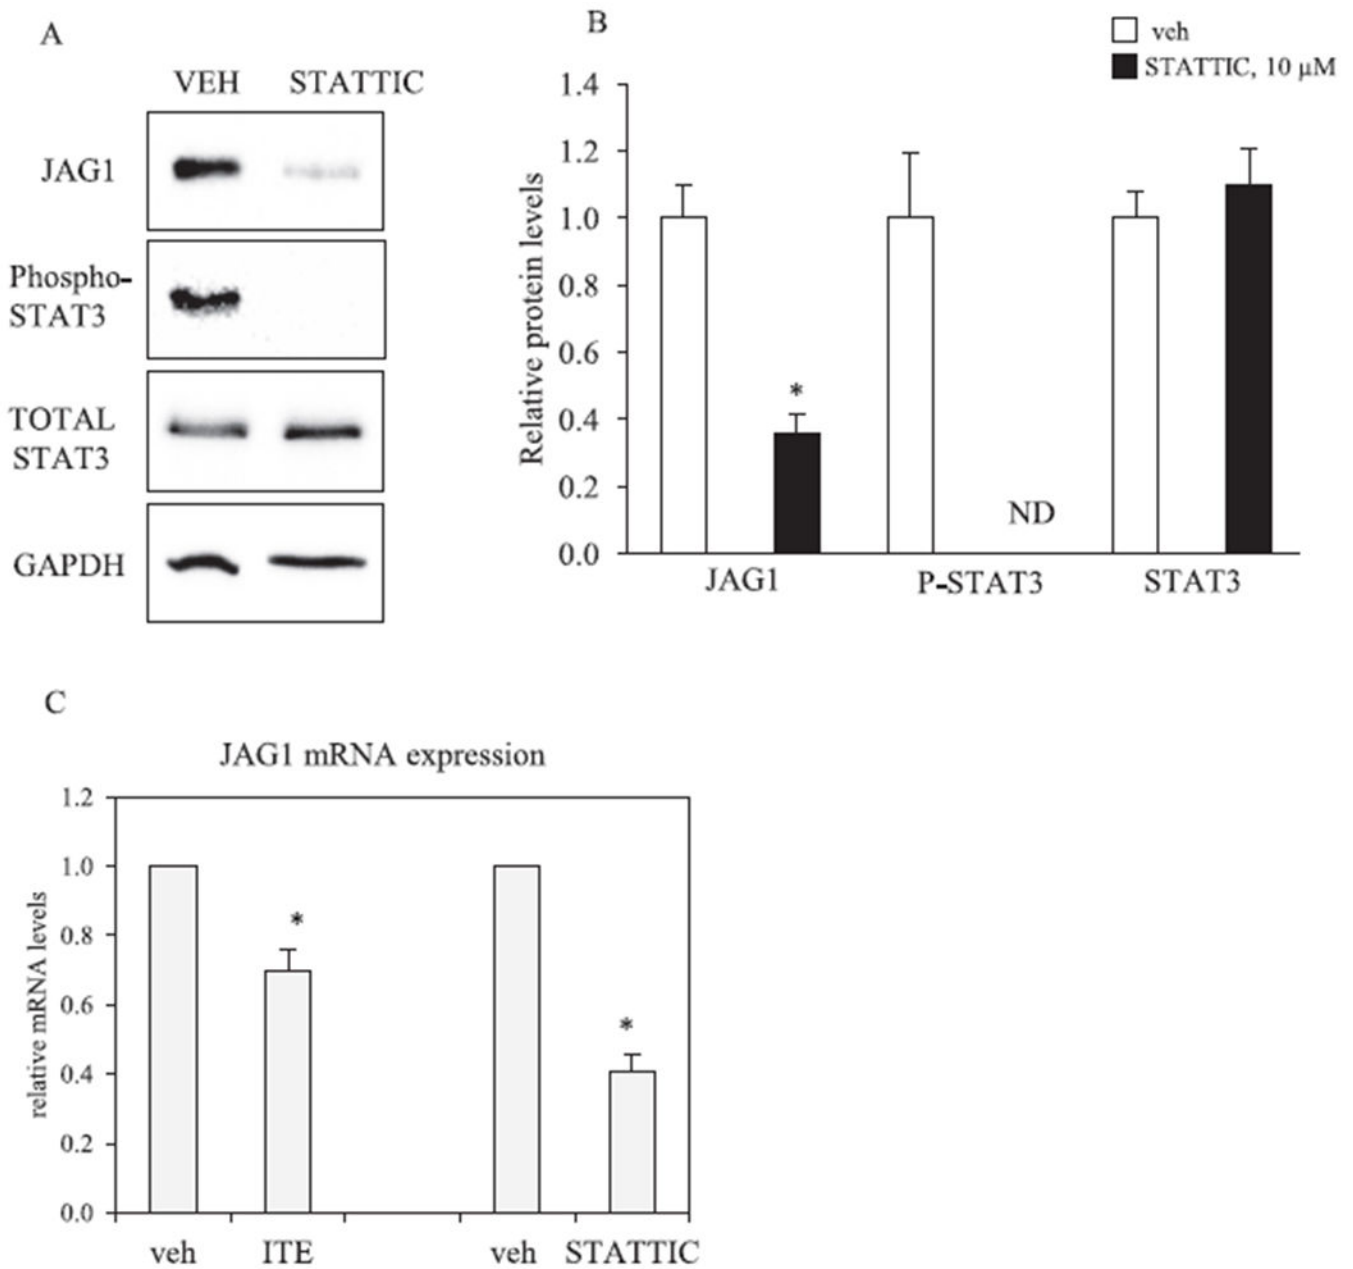 A
VEH STATTIC
JAG1
Phospho-
STAT3
TOTAL
STAT3
GAPDH
B
veh
STATTIC, 10 µM
Relative protein levels
1.4
1.2
1.0
0.8
0.6
0.4
0.2
0.0
*
ND
JAG1 P-STAT3 STAT3
C
JAG1 mRNA expression
relative mRNA levels
1.2
1.0
0.8
0.6
0.4
0.2
0.0
*
*
veh ITE veh STATTIC